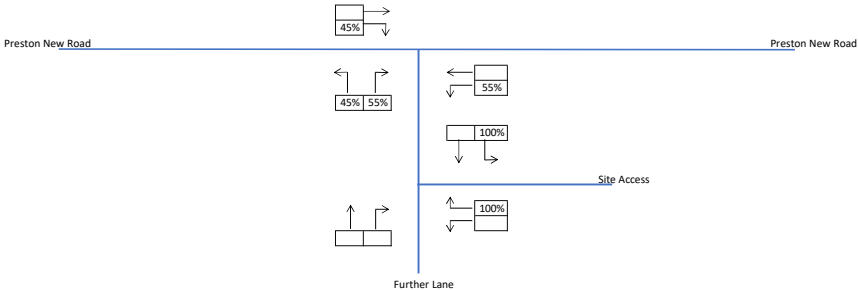 45%
Preston New Road Preston New Road
45% 55% 55%
100%
Site Access
100%
Further Lane